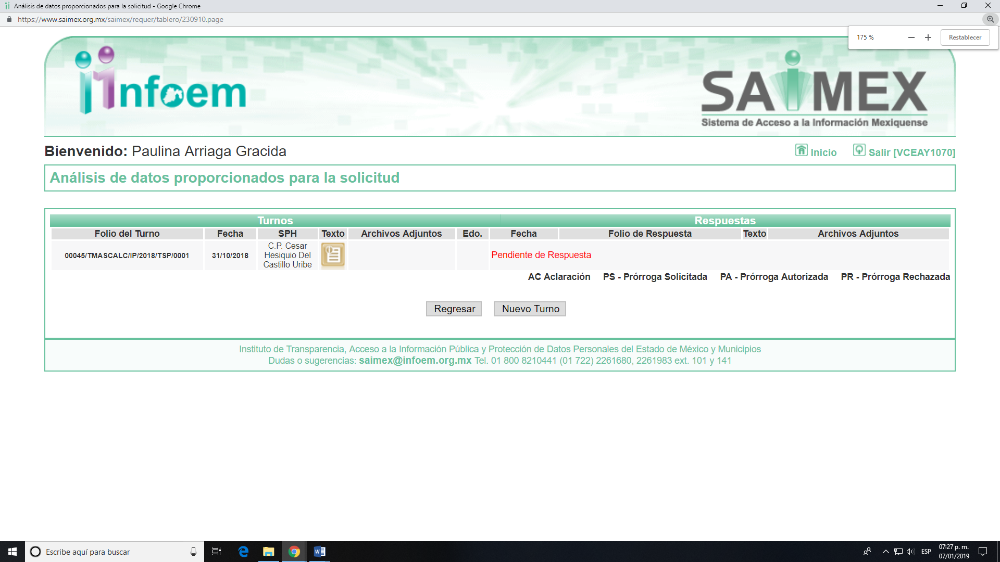 Análisis de datos proporcionados para la solicitud - Google Chrome
https://www.saimex.org.mx/saimex/requer/tablero/230910.page
175 %
Restablecer
infoem
SAIMEX
Sistema de Acceso a la Información Mexiquense
Bienvenido: Paulina Arriaga Gracida
Inicio Salir [VCEAY1070]
Análisis de datos proporcionados para la solicitud
Turnos Respuestas
Folio del Turno Fecha SPH Texto Archivos Adjuntos Edo. Fecha Folio de Respuesta Texto Archivos Adjuntos
00045/TMASCALC/IP/2018/TSP/0001 31/10/2018 C.P. Cesar
Hesiquio Del
Castillo Uribe
Pendiente de Respuesta
AC Aclaración PS - Prórroga Solicitada PA - Prórroga Autorizada PR - Prórroga Rechazada
Regresar Nuevo Turno
Instituto de Transparencia, Acceso a la Información Pública y Protección de Datos Personales del Estado de México y Municipios
Dudas o sugerencias: saimex@infoem.org.mx Tel. 01 800 8210441 (01 722) 2261680, 2261983 ext. 101 y 141
Escribe aquí para buscar
ESP
07:27 p. m.
07/01/2019